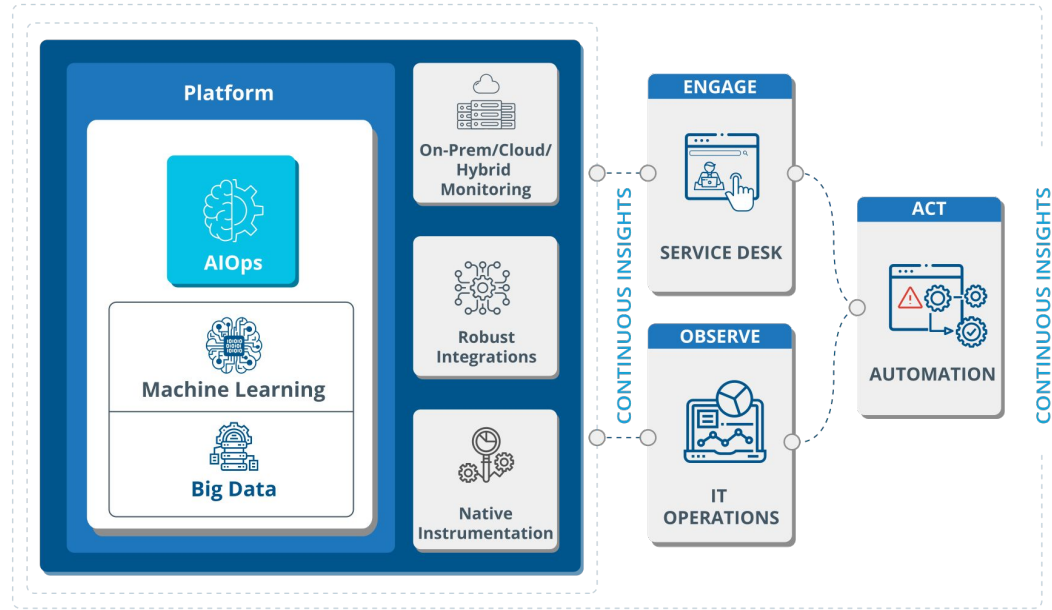 Platform
AIOps
Machine Learning
Big Data
On-Prem/Cloud/
Hybrid
Monitoring
Robust
Integrations
Native
Instrumentation
CONTINUOUS INSIGHTS
ENGAGE
SERVICE DESK
OBSERVE
IT
OPERATIONS
ACT
AUTOMATION
CONTINUOUS INSIGHTS